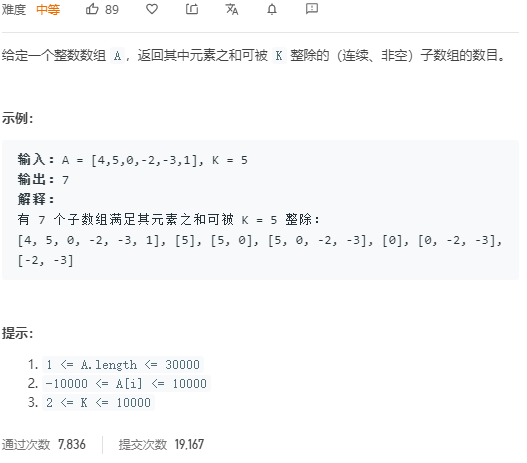 难度 中等 89
给定一个整数数组 A，返回其中元素之和可被 K 整除的（连续、非空）子数组的数目。
示例：
输入：A = [4,5,0,-2,-3,1], K = 5
输出：7
解释：
有 7 个子数组满足其元素之和可被 K = 5 整除：
[4, 5, 0, -2, -3, 1], [5], [5, 0], [5, 0, -2, -3], [0], [0, -2, -3],
[-2, -3]
提示：
1. 1 <= A.length <= 30000
2. -10000 <= A[i] <= 10000
3. 2 <= K <= 10000
通过次数 7,836 提交次数 19,167